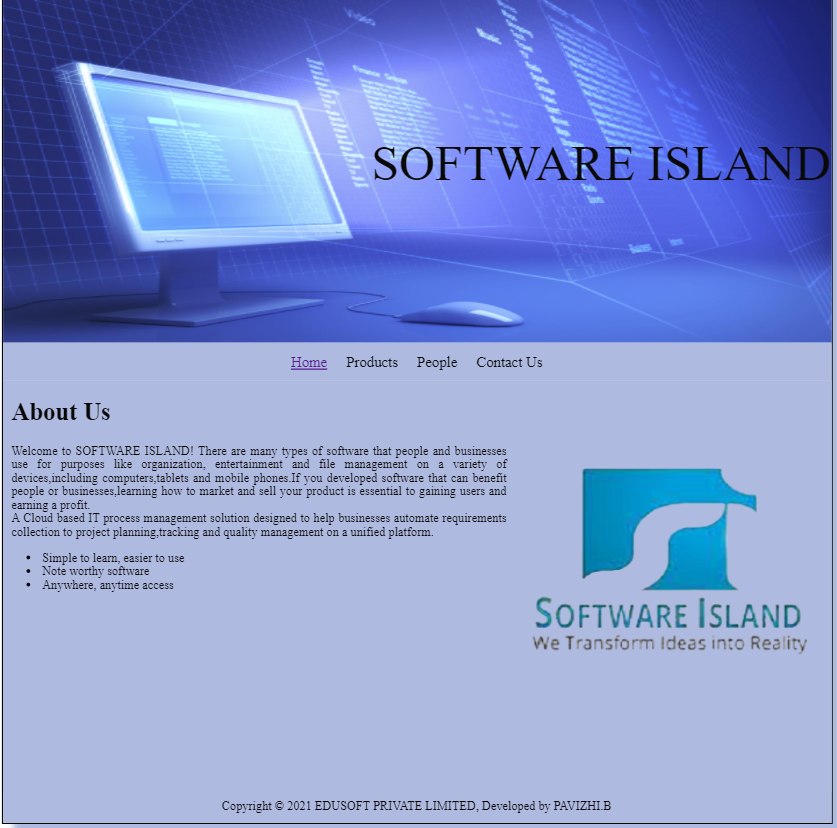 Video
Music
Finance Groups
SOFTWARE ISLAND
Business
Home Products People Contact Us
About Us
Welcome to SOFTWARE ISLAND! There are many types of software that people and businesses
use for purposes like organization, entertainment and file management on a variety of
devices,including computers,tablets and mobile phones.If you developed software that can benefit
people or businesses,learning how to market and sell your product is essential to gaining users and
earning a profit.
A Cloud based IT process management solution designed to help businesses automate requirements
collection to project planning,tracking and quality management on a unified platform.
• Simple to learn, easier to use
• Note worthy software
• Anywhere, anytime access
SOFTWARE ISLAND
We Transform Ideas into Reality
Copyright © 2021 EDUSOFT PRIVATE LIMITED, Developed by PAVIZHI.B